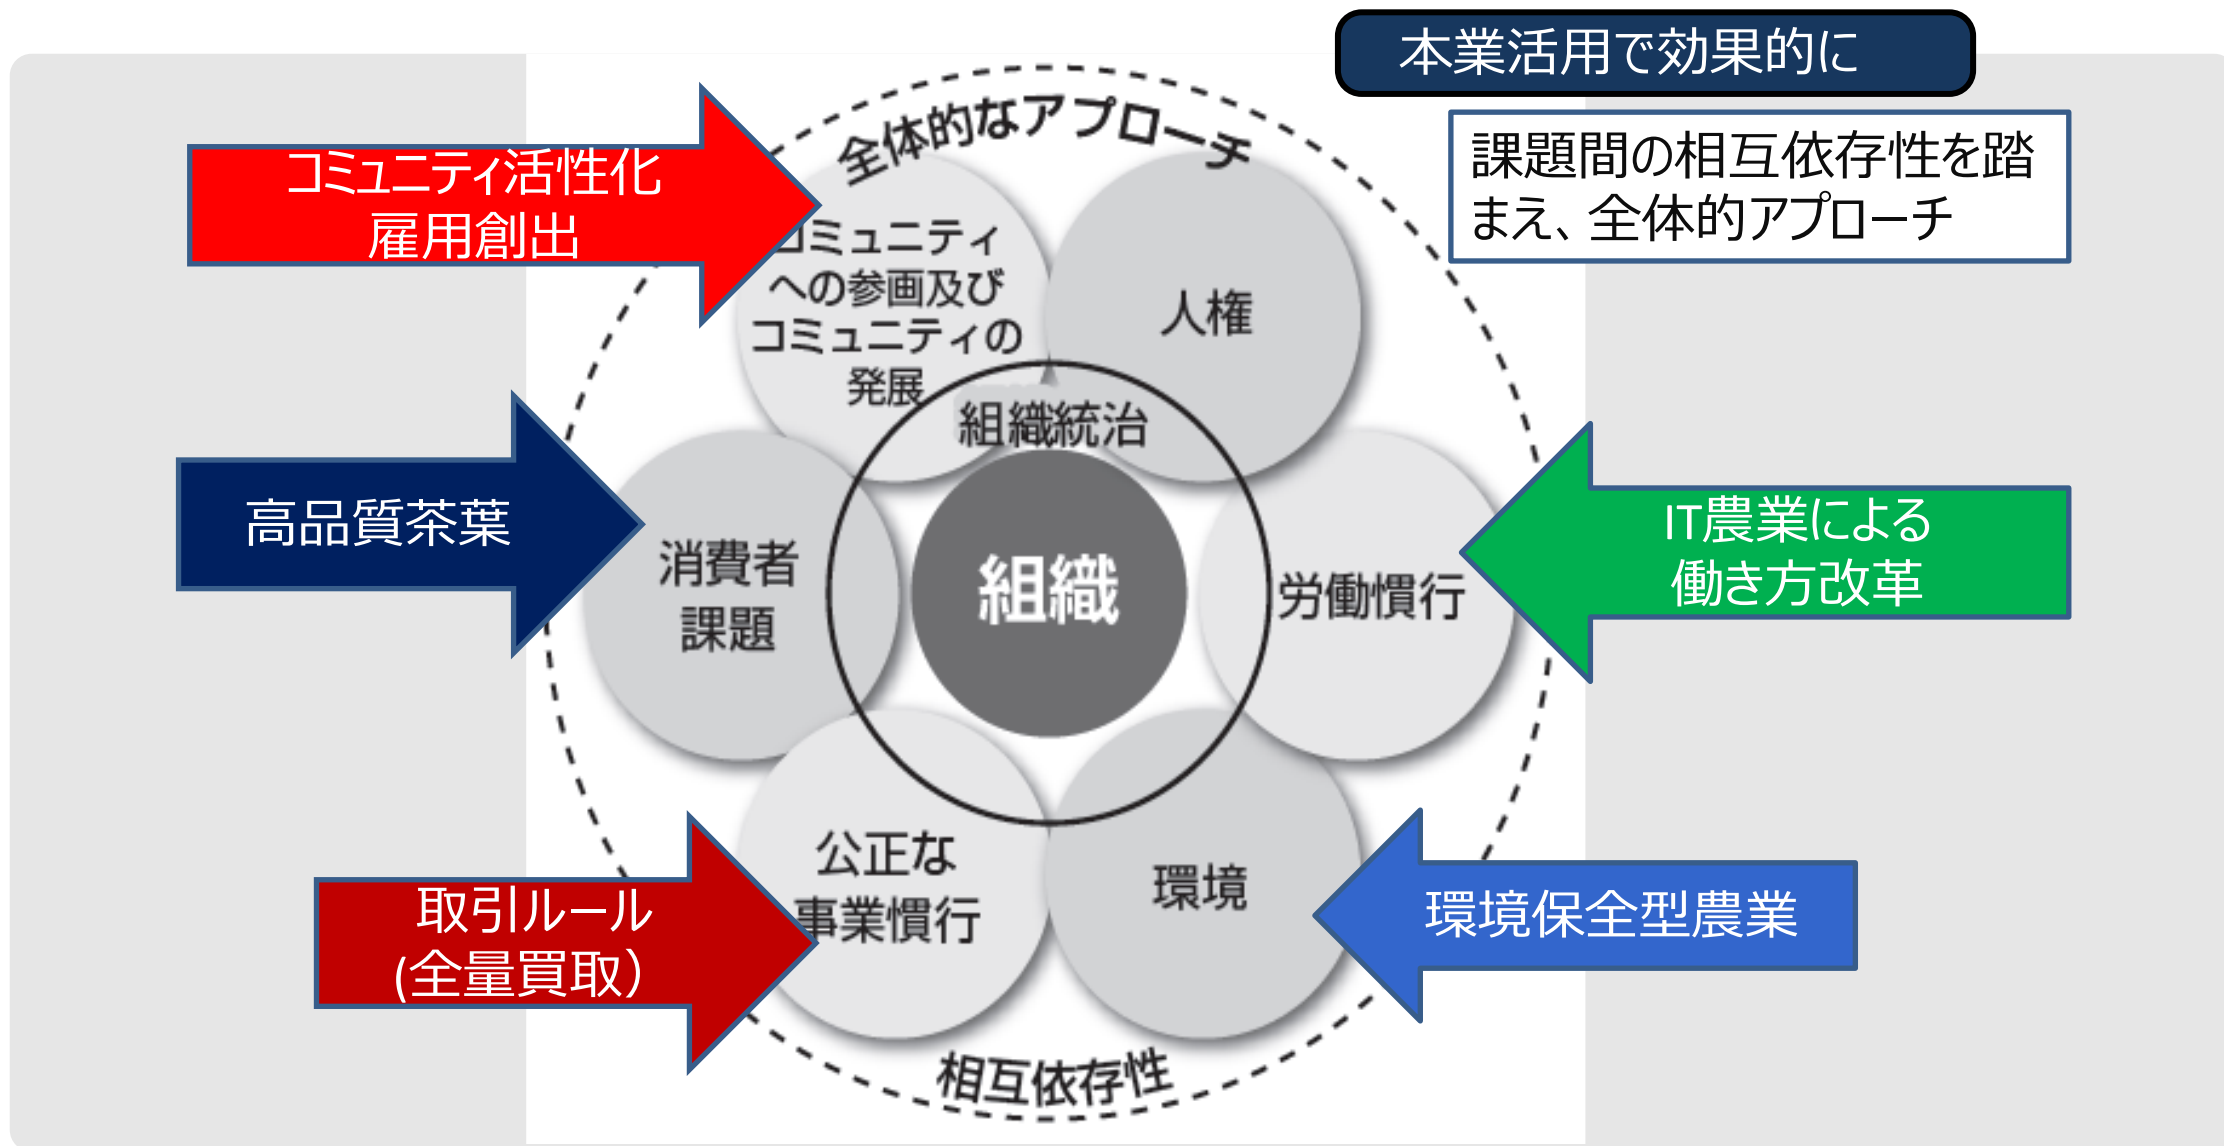 本業活用で効果的に
課題間の相互依存性を踏
まえ、全体的アプローチ
全体的なアプローチ
コミュニティ活性化
雇用創出
コミュニティ
への参画及び
コミュニティの
発展
人権
組織統治
高品質茶葉
消費者
課題
組織
労働慣行
IT農業による
働き方改革
取引ルール
(全量買取）
公正な
事業慣行
環境
環境保全型農業
相互依存性